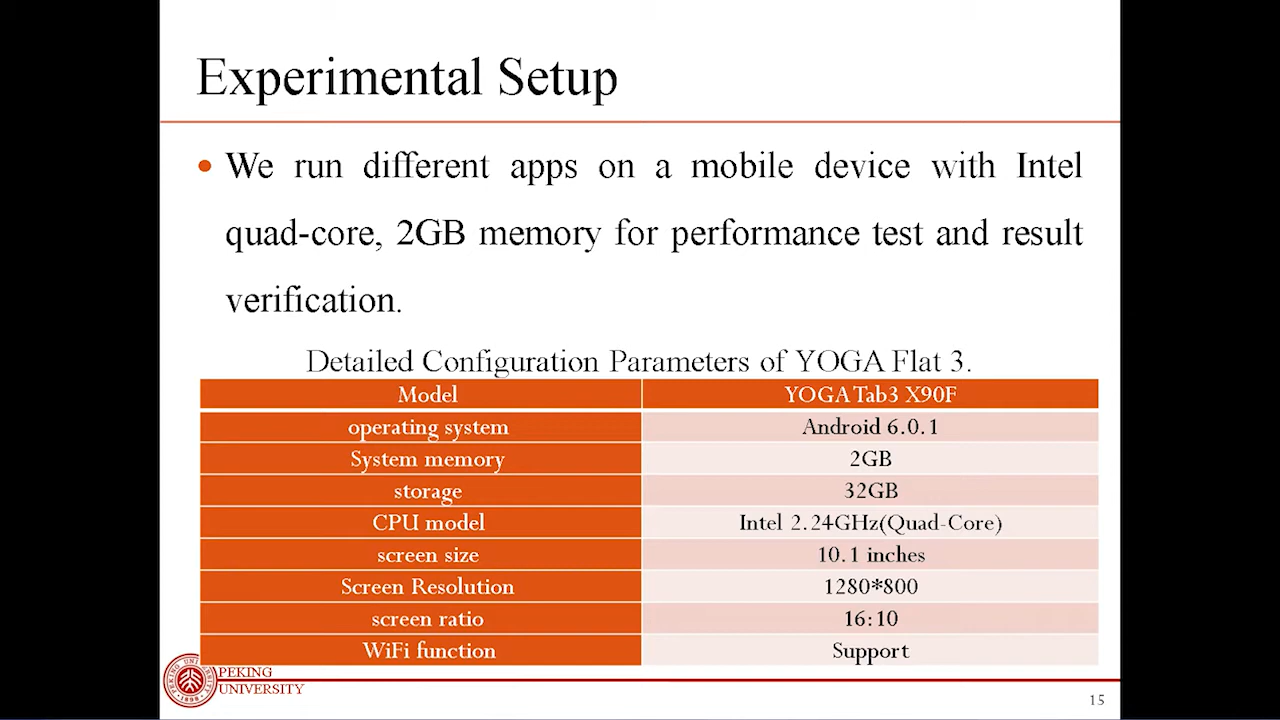 Experimental Setup
• We run different apps on a mobile device with Intel
quad-core, 2GB memory for performance test and result
verification.
Detailed Configuration Parameters of YOGA Flat 3.
Model YOGA Tab3 X90F
operating system Android 6.0.1
System memory 2GB
storage 32GB
CPU model Intel 2.24GHz(Quad-Core)
screen size 10.1 inches
Screen Resolution 1280*800
screen ratio 16:10
WiFi function Support
PEKING
UNIVERSITY
15